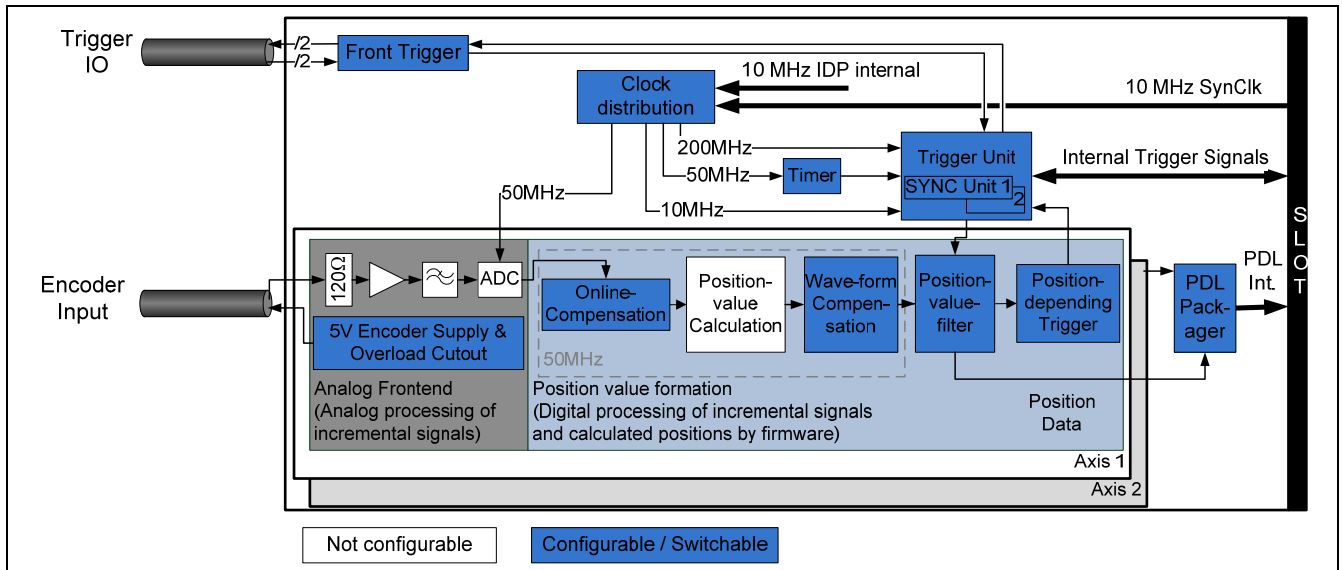 Trigger
IO
/2
/2
Front Trigger
Clock
distribution
10 MHz IDP internal
10 MHz SynClk
200MHz
50MHz
Timer
50MHz
10MHz
Trigger Unit
SYNC Unit 1
2
Internal Trigger Signals
SLOT
Encoder
Input
120Ω
ADC
Online-
Compensation
Position-
value
Calculation
Wave-form
Compen-
sation
Position-
value-
filter
Position-
depending
Trigger
PDL
Pack-
ager
PDL
Int.
5V Encoder Supply &
Overload Cutout
50MHz
Analog Frontend
(Analog processing of
incremental signals)
Position value formation
(Digital processing of incremental signals
and calculated positions by firmware)
Position
Data
Axis 1
Axis 2
Not configurable
Configurable / Switchable